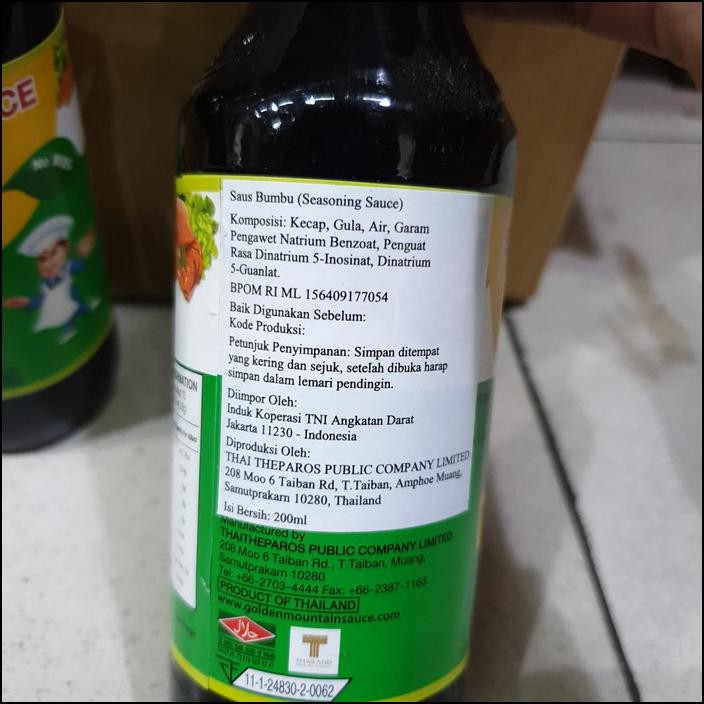 CE
No MSG
Saus Bumbu (Seasoning Sauce)
Komposisi: Kecap, Gula, Air, Garam
Pengawet Natrium Benzoat, Penguat
Rasa Dinatrium 5-Inosinat, Dinatrium
5-Guanlat.
BPOM RI ML 156409177054
Baik Digunakan Sebelum:
Kode Produksi:
Petunjuk Penyimpanan: Simpan ditempat
yang kering dan sejuk, setelah dibuka harap
simpan dalam lemari pendingin.
Diimpor Oleh:
Induk Koperasi TNI Angkatan Darat
Jakarta 11230 - Indonesia
Diproduksi Oleh:
THAI THEPAROS PUBLIC COMPANY LIMITED
208 Moo 6 Taiban Rd, T.Taiban, Amphoe Muang,
Samutprakarn 10280, Thailand
Isi Bersih: 200ml
Manufactured by
THAITHEPAROS PUBLIC COMPANY LIMITED
208 Moo 6 Taiban Rd., T.Taiban, Muang,
Samutprakarn 10280
Tel: +66-2703-4444 Fax: +66-2387-1163
PRODUCT OF THAILAND
www.goldenmountainsauce.com
حلال
THAILAND
11-1-24830-2-0062